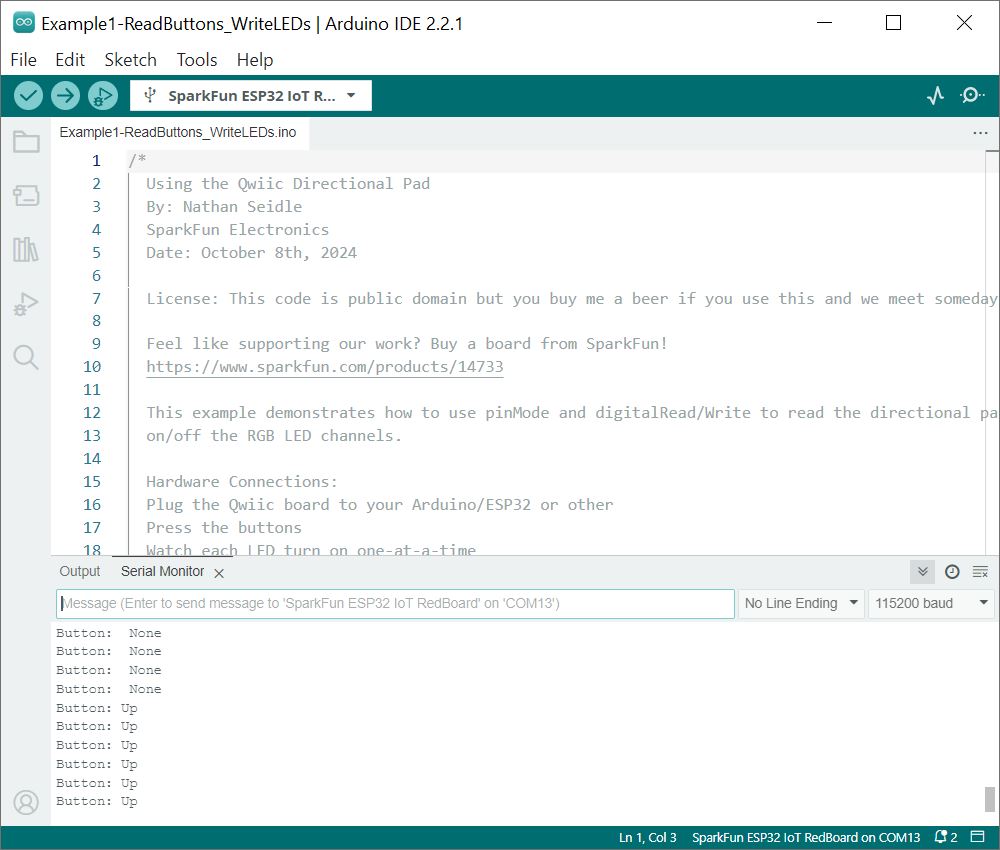 Example1-ReadButtons_WriteLEDs | Arduino IDE 2.2.1
File Edit Sketch Tools Help
SparkFun ESP32 IoT R...
Example1-ReadButtons_WriteLEDs.ino
1 /*
2 Using the Qwiic Directional Pad
3 By: Nathan Seidle
4 SparkFun Electronics
5 Date: October 8th, 2024
6
7 License: This code is public domain but you buy me a beer if you use this and we meet someday
8
9 Feel like supporting our work? Buy a board from SparkFun!
10 https://www.sparkfun.com/products/14733
11
12 This example demonstrates how to use pinMode and digitalRead/Write to read the directional pa
13 on/off the RGB LED channels.
14
15 Hardware Connections:
16 Plug the Qwiic board to your Arduino/ESP32 or other
17 Press the buttons
18 Watch each LED turn on one-at-a-time
Output Serial Monitor
Message (Enter to send message to 'SparkFun ESP32 IoT RedBoard' on 'COM13') No Line Ending 115200 baud
Button:  None
Button:  None
Button:  None
Button:  None
Button: Up
Button: Up
Button: Up
Button: Up
Button: Up
Button: Up
Ln 1, Col 3 SparkFun ESP32 IoT RedBoard on COM13 2